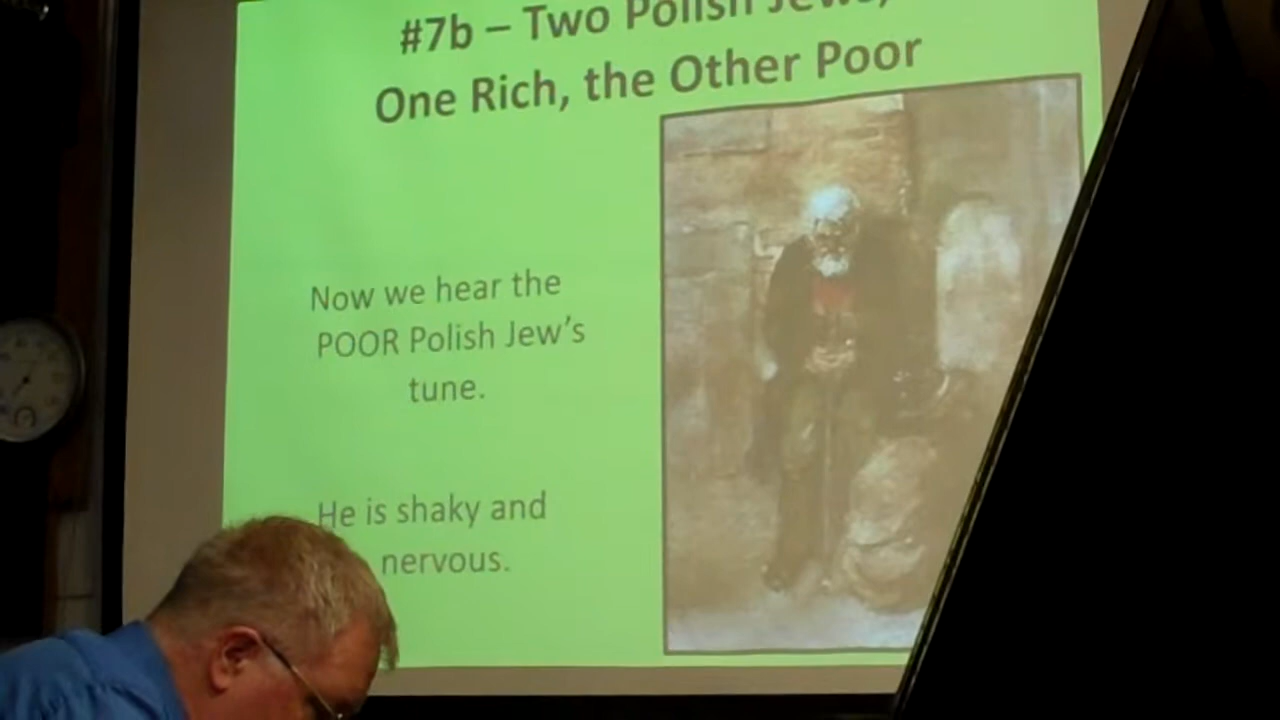 #7b – Two Polish Jews,
One Rich, the Other Poor
Now we hear the
POOR Polish Jew's
tune.
He is shaky and
nervous.